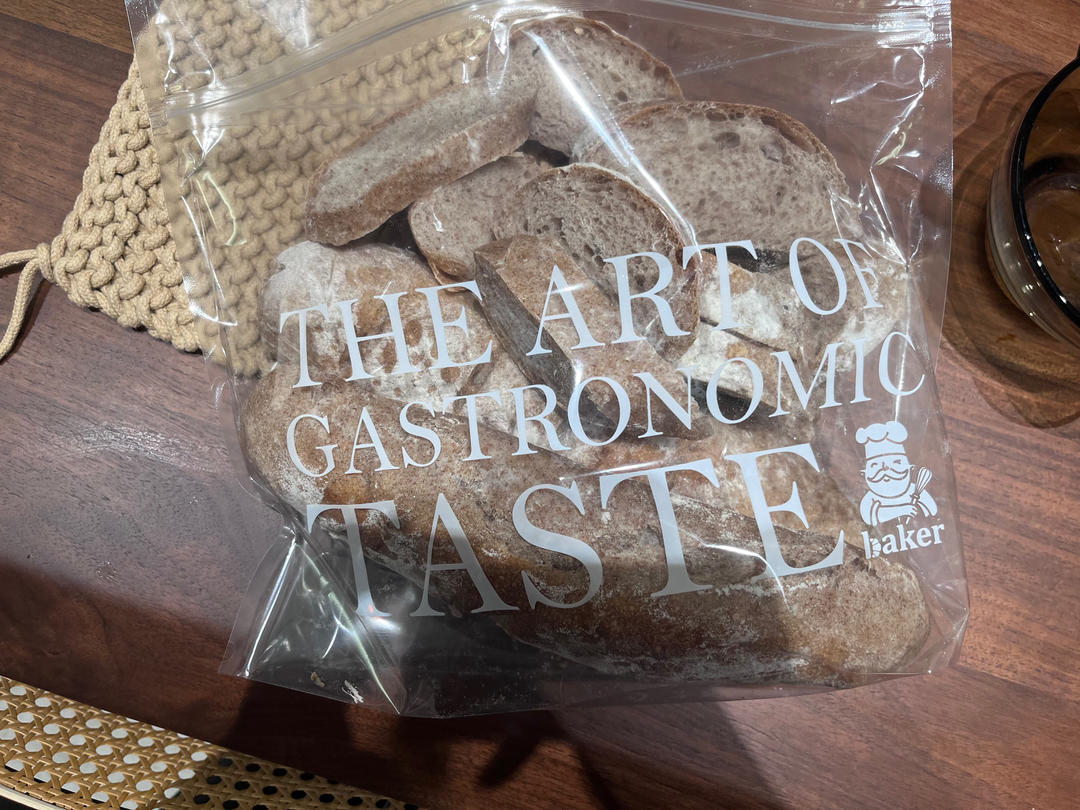 THE ART OF
GASTRONOMIC
TASTE
baker